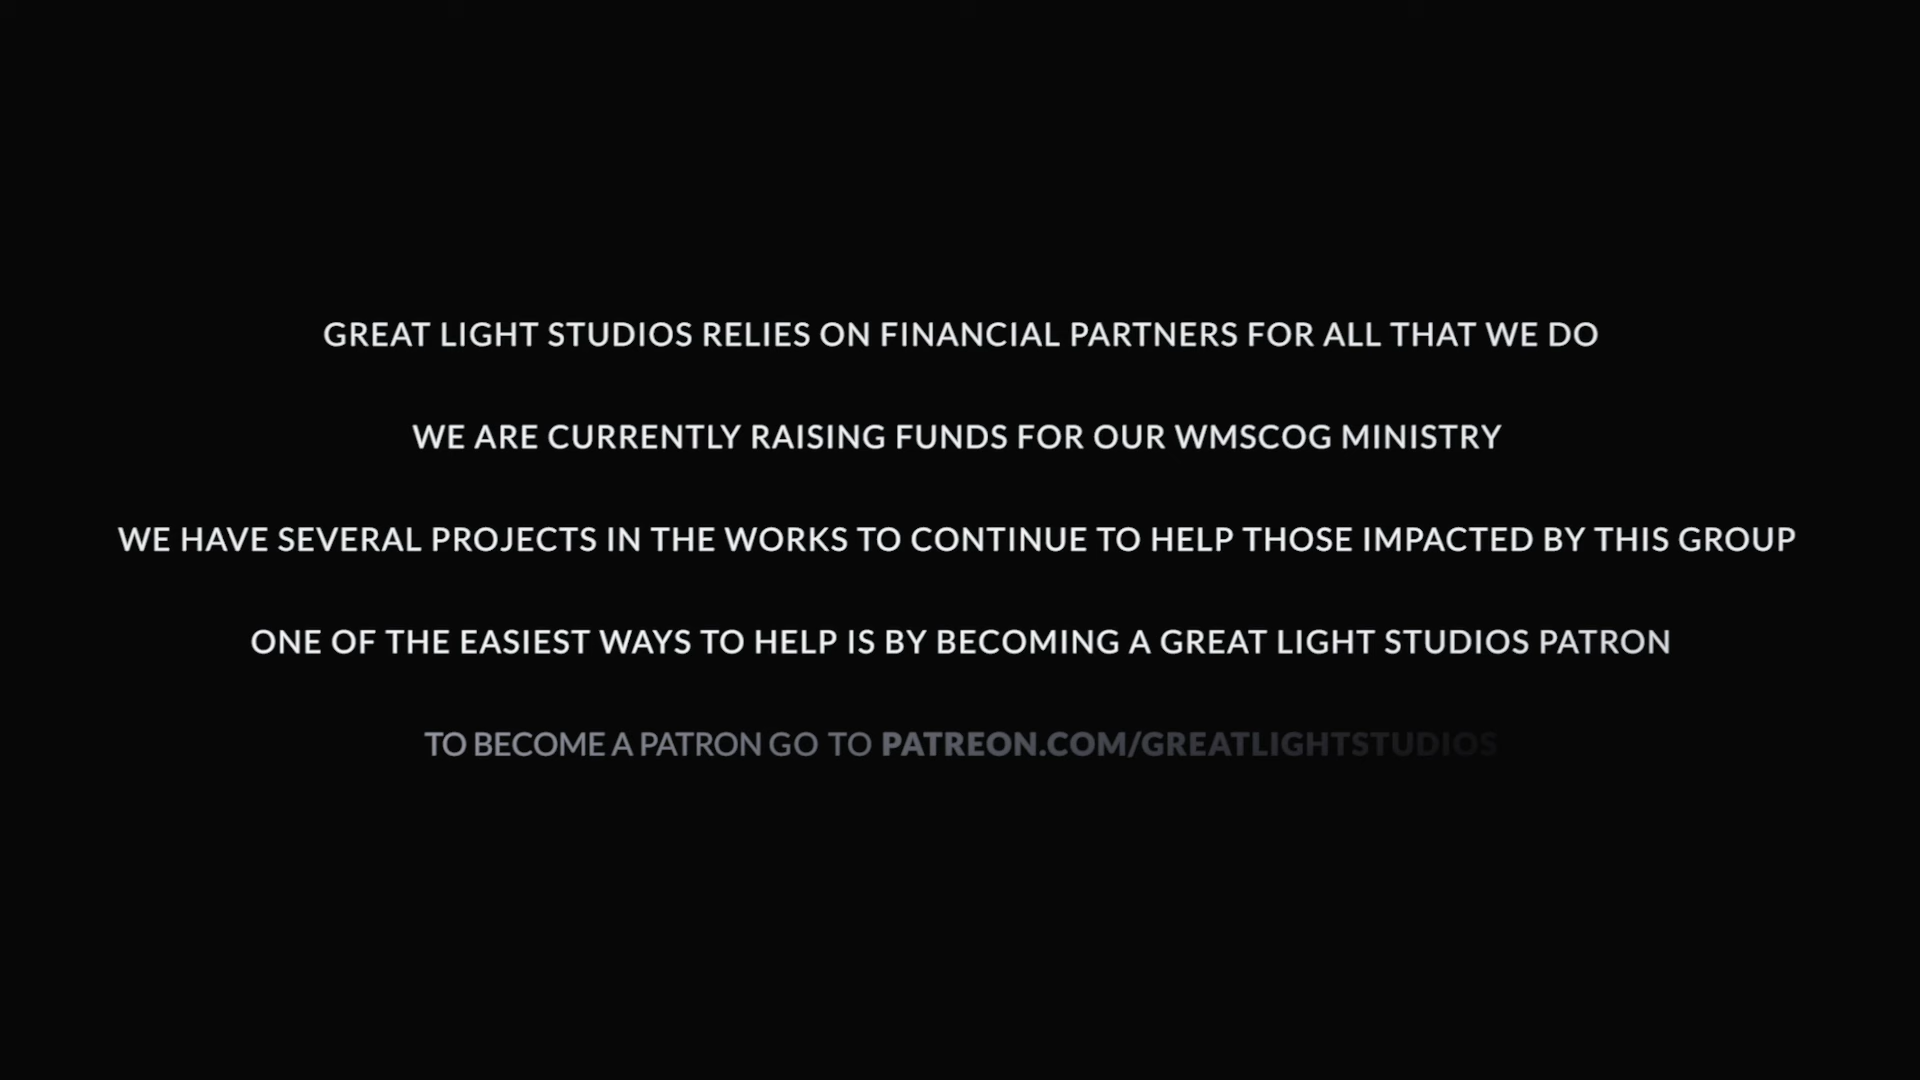 GREAT LIGHT STUDIOS RELIES ON FINANCIAL PARTNERS FOR ALL THAT WE DO
WE ARE CURRENTLY RAISING FUNDS FOR OUR WMSCOG MINISTRY
WE HAVE SEVERAL PROJECTS IN THE WORKS TO CONTINUE TO HELP THOSE IMPACTED BY THIS GROUP
ONE OF THE EASIEST WAYS TO HELP IS BY BECOMING A GREAT LIGHT STUDIOS PATRON
TO BECOME A PATRON GO TO PATREON.COM/GREATLIGHTSTUDIOS